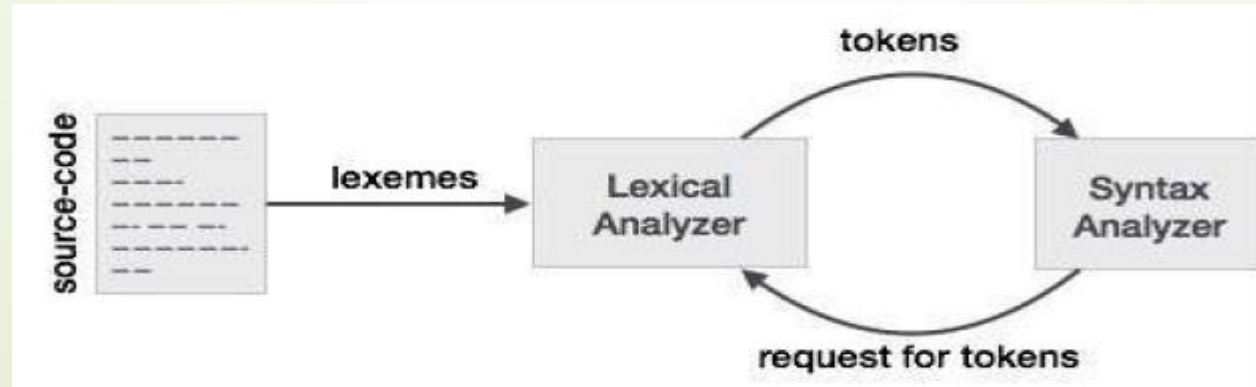 tokens
source-code
lexemes
Lexical
Analyzer
Syntax
Analyzer
request for tokens